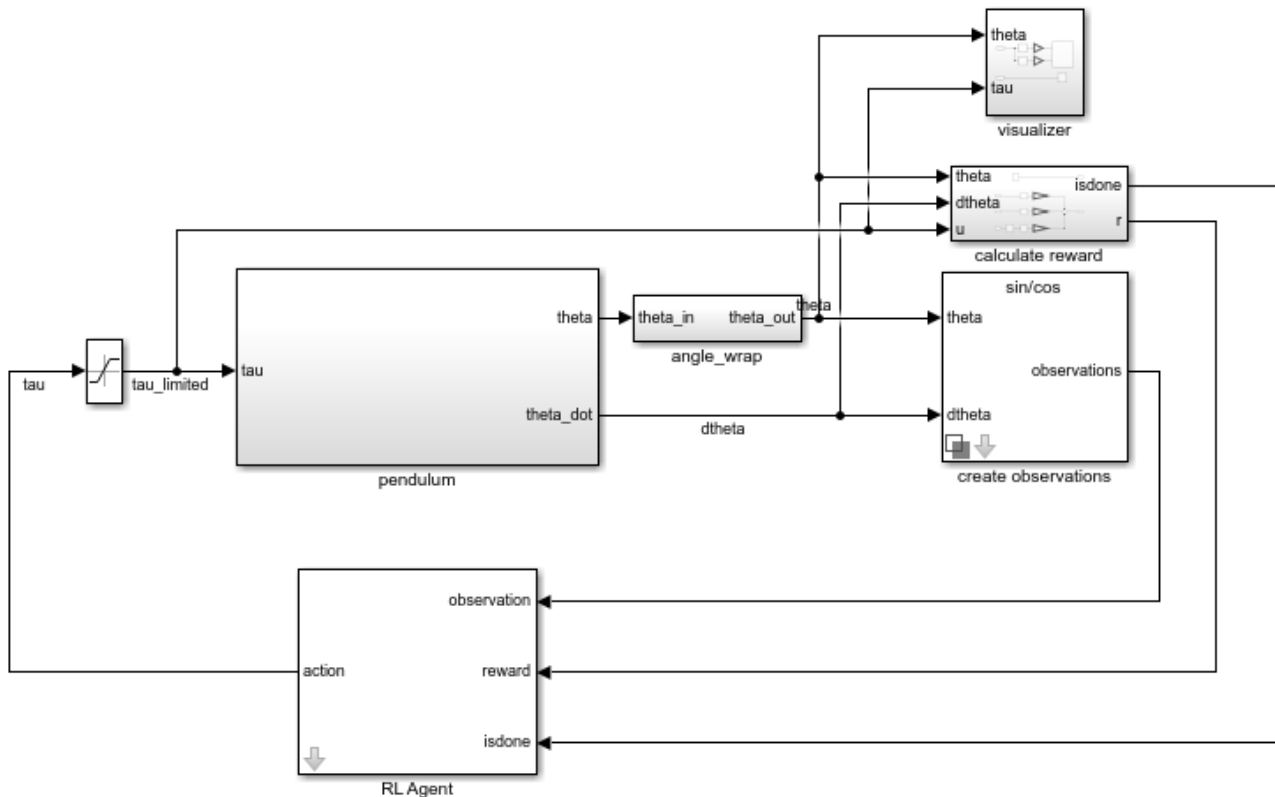 theta
tau
visualizer
theta
dtheta
u
isdone
r
calculate reward
sin/cos
theta
dtheta
observations
create observations
theta
theta_in
theta_out
angle_wrap
tau
tau_limited
tau
theta
theta_dot
dtheta
pendulum
observation
action
reward
isdone
RL Agent